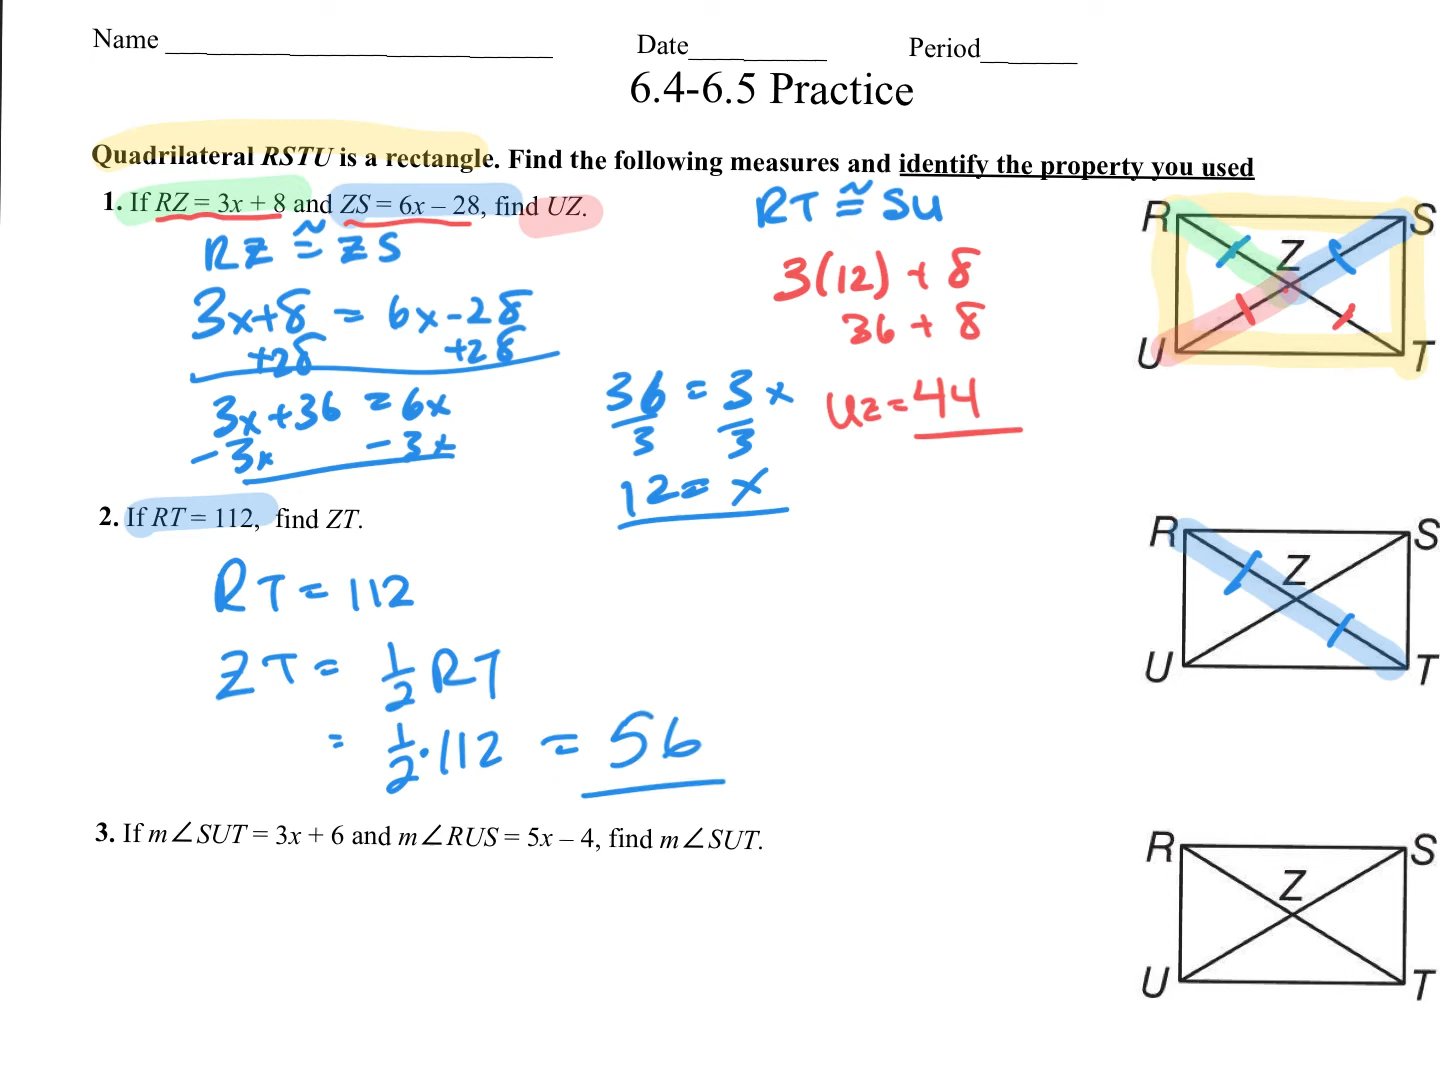 Name ____________ Date__________ Period_______
6.4-6.5 Practice
Quadrilateral RSTU is a rectangle. Find the following measures and identify the property you used
1. If RZ = 3x + 8 and ZS = 6x – 28, find UZ.
RZ ≅ ZS
3x+8 = 6x-28
+28 +28
3x+36 = 6x
-3x -3x
36 = 3x
3 3
12 = x
RT ≅ SU
3(12) + 8
36 + 8
UZ = 44
R S
Z
U T
2. If RT = 112, find ZT.
RT = 112
ZT = 1/2 RT
= 1/2 · 112 = 56
R S
Z
U T
3. If m∠SUT = 3x + 6 and m∠RUS = 5x – 4, find m∠SUT.
R S
Z
U T